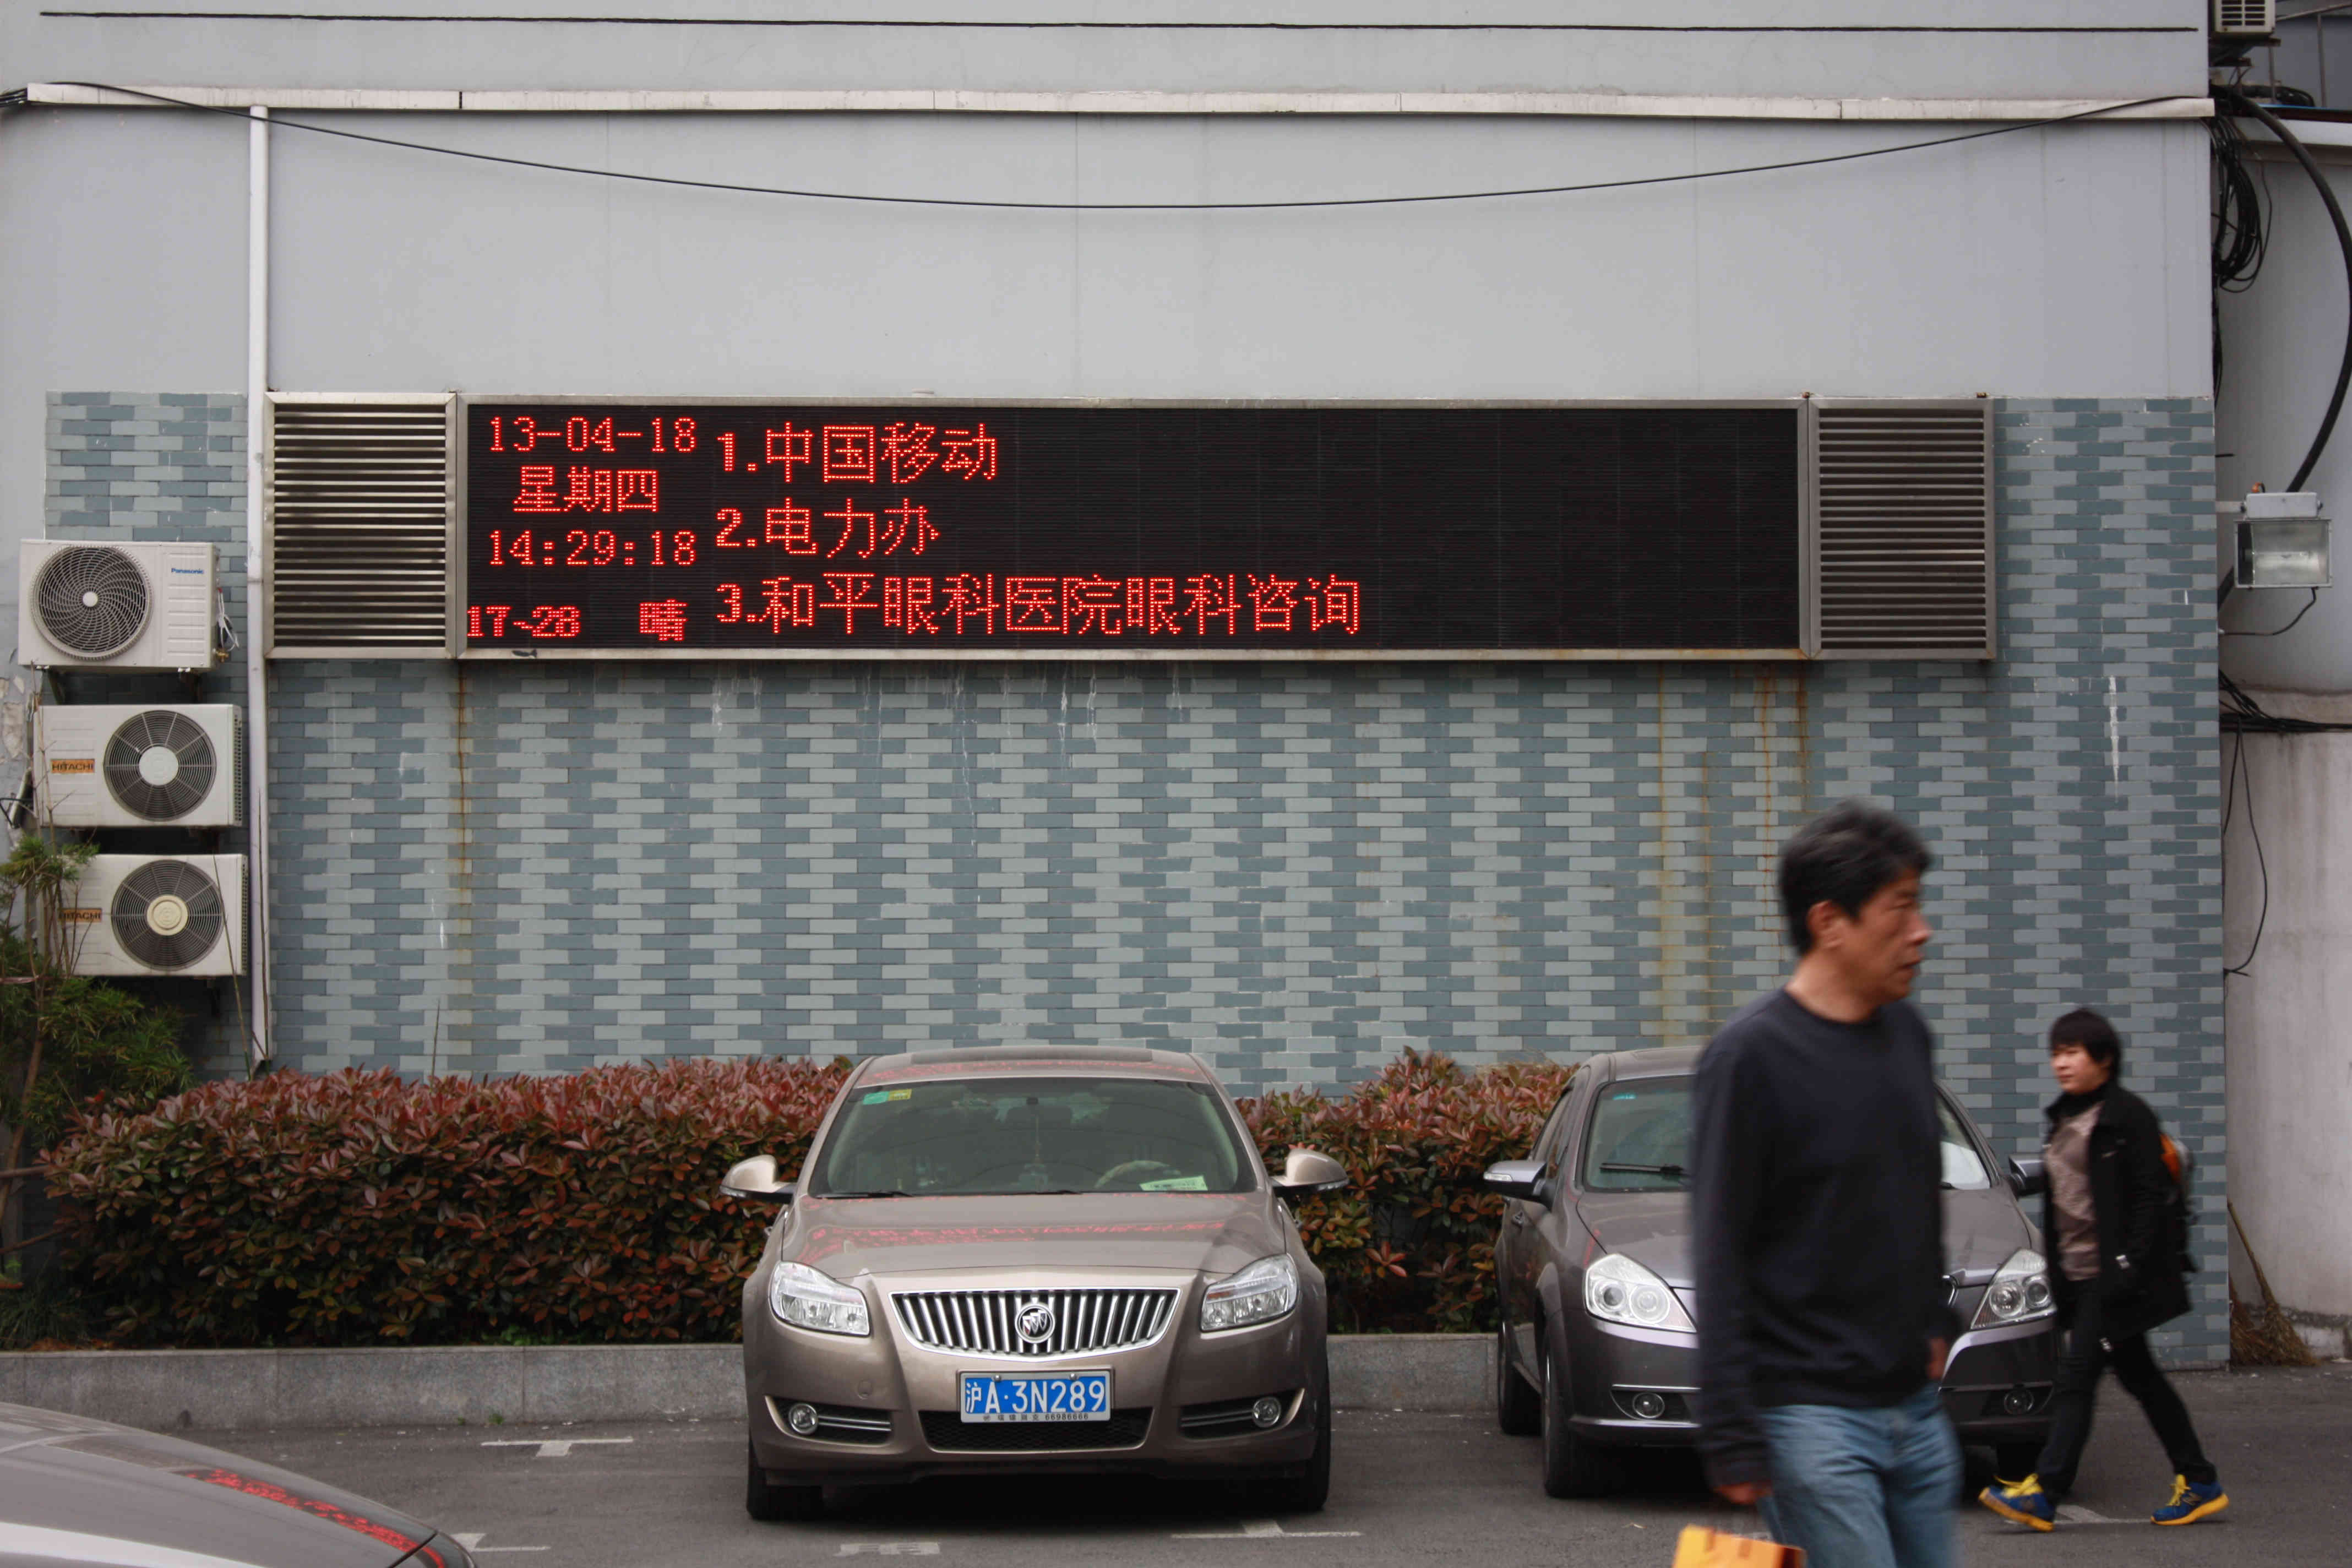 13-04-18
星期四
14:29:18
17~28 晴
1.中国移动
2.电力办
3.和平眼科医院眼科咨询
Panasonic
HITACHI
HITACHI
沪A·3N289
66986666